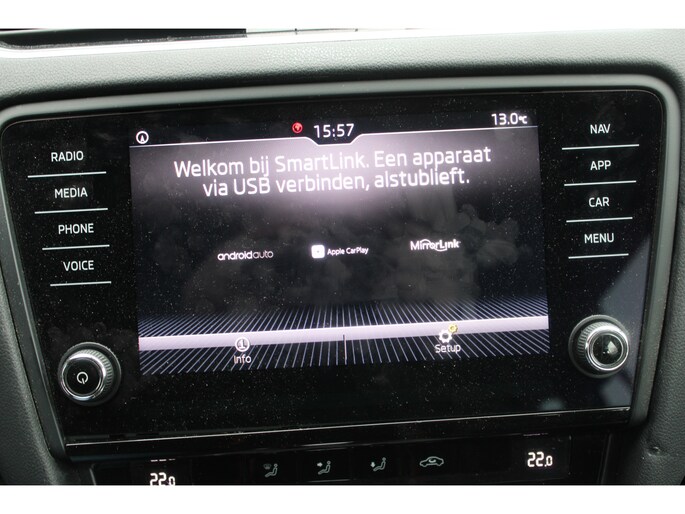 15:57
13.0°C
RADIO
MEDIA
PHONE
VOICE
Welkom bij SmartLink. Een apparaat
via USB verbinden, alstublieft.
androidauto
Apple CarPlay
MirrorLink
Info
Setup
NAV
APP
CAR
MENU
22.0
22.0